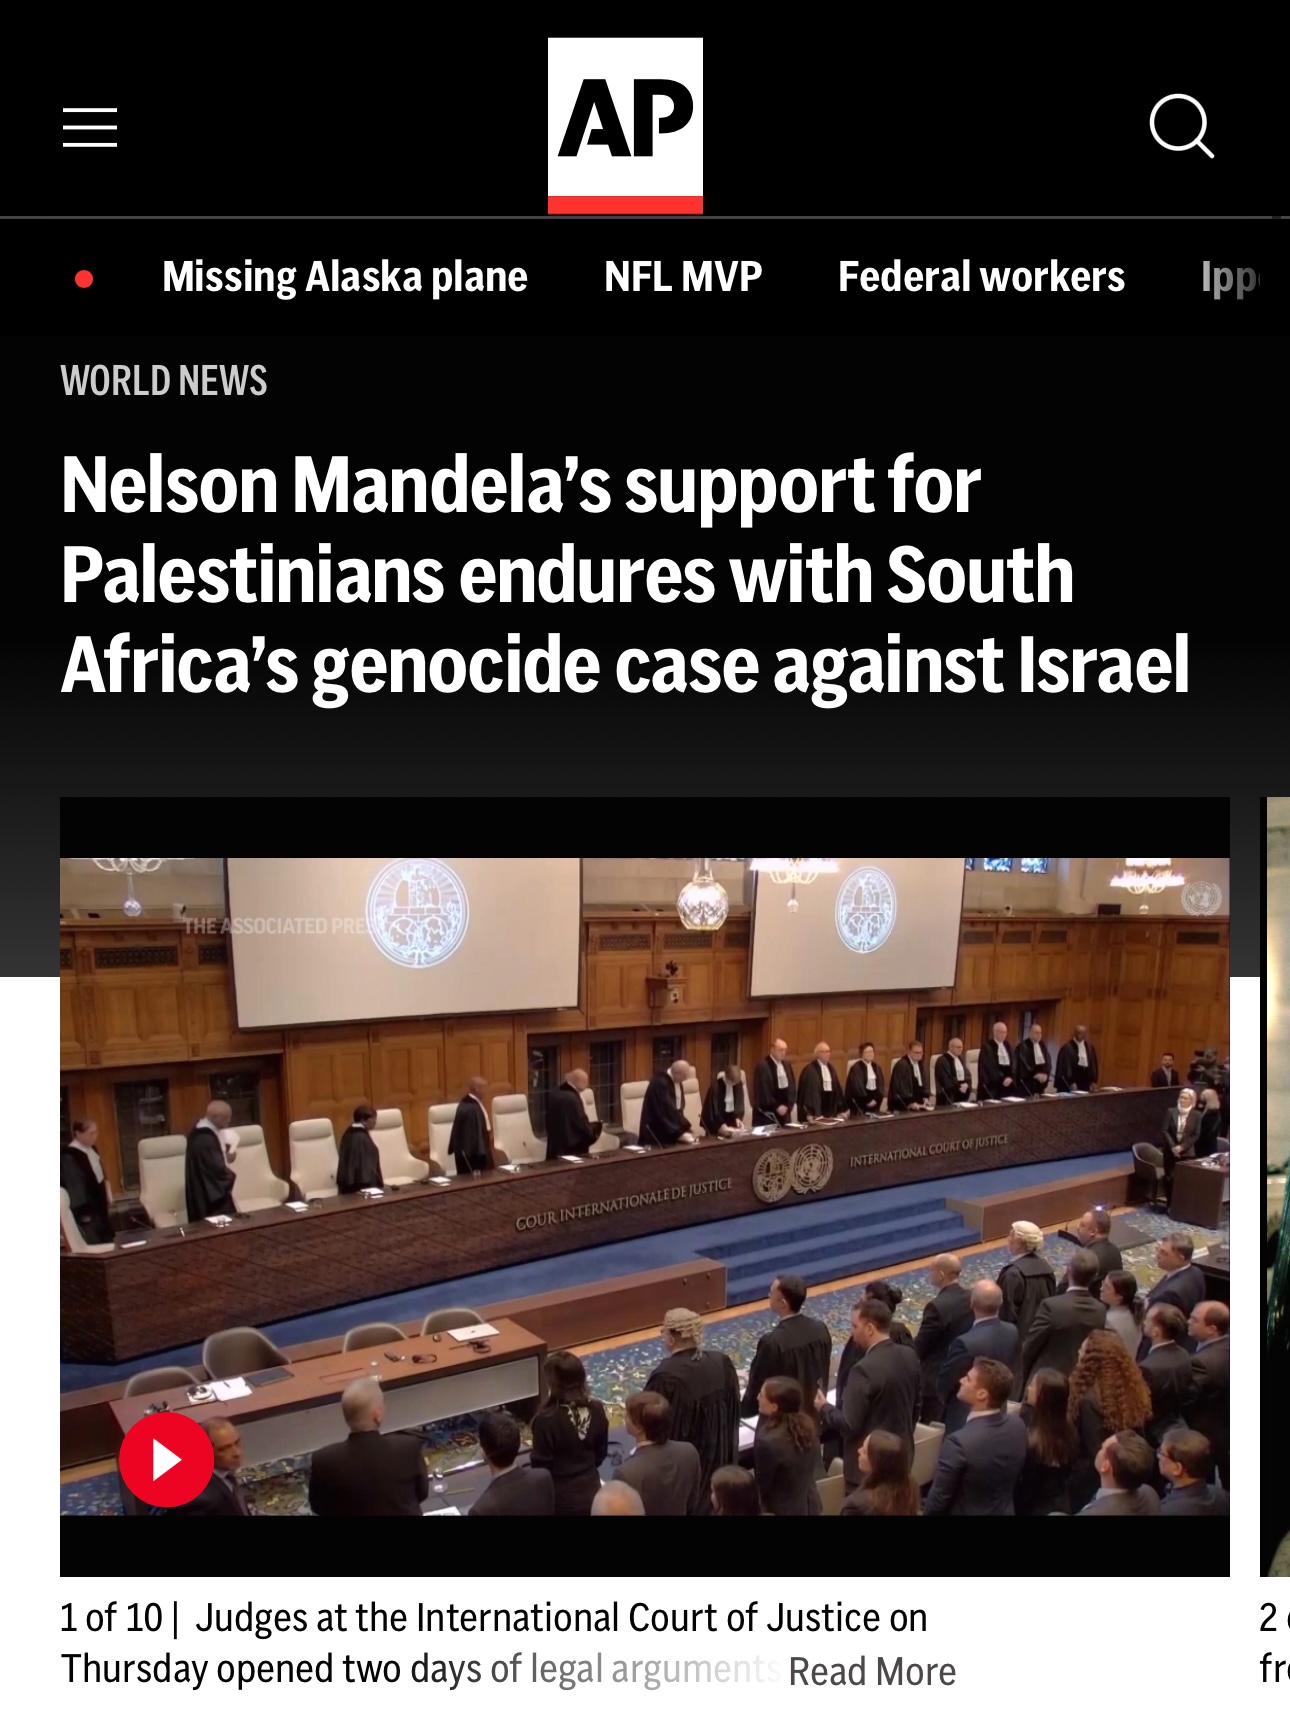 AP
Missing Alaska plane NFL MVP Federal workers
WORLD NEWS
Nelson Mandela’s support for
Palestinians endures with South
Africa’s genocide case against Israel
THE ASSOCIATED PRESS
COUR INTERNATIONALE DE JUSTICE
INTERNATIONAL COURT OF JUSTICE
1 of 10 | Judges at the International Court of Justice on
Thursday opened two days of legal arguments Read More
2